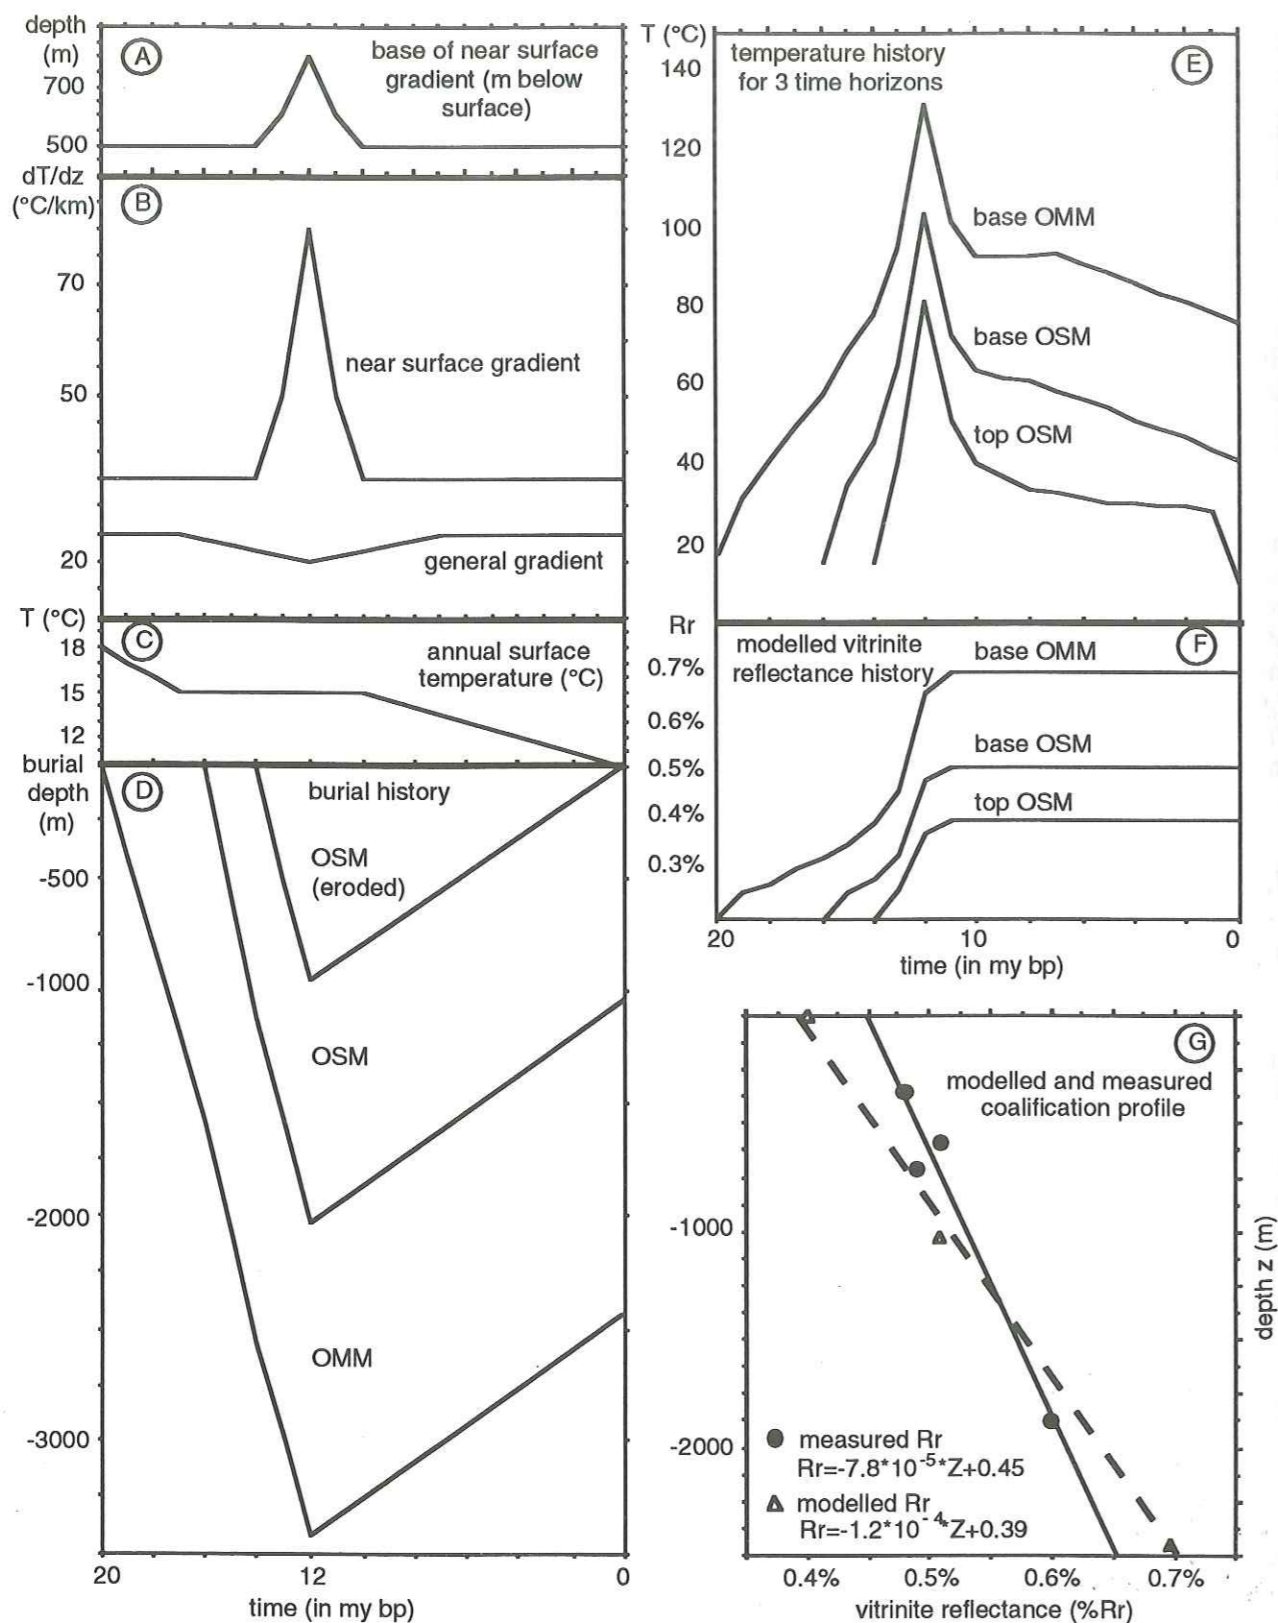 depth
(m)
700
500
A
base of near surface
gradient (m below
surface)
dT/dz
(°C/km)
B
70
50
20
near surface gradient
general gradient
T (°C)
18
15
12
C
annual surface
temperature (°C)
burial
depth
(m)
-500
-1000
-2000
-3000
D
burial history
OSM
(eroded)
OSM
OMM
20
12
0
time (in my bp)
T (°C)
140
120
100
80
60
40
20
temperature history
for 3 time horizons
E
base OMM
base OSM
top OSM
Rr
0.7%
0.6%
0.5%
0.4%
0.3%
modelled vitrinite
reflectance history
F
base OMM
base OSM
top OSM
20
10
0
time (in my bp)
G
modelled and measured
coalification profile
-1000
-2000
depth z (m)
measured Rr
Rr=-7.8*10⁻⁵*Z+0.45
modelled Rr
Rr=-1.2*10⁻⁴*Z+0.39
0.4%
0.5%
0.6%
0.7%
vitrinite reflectance (%Rr)